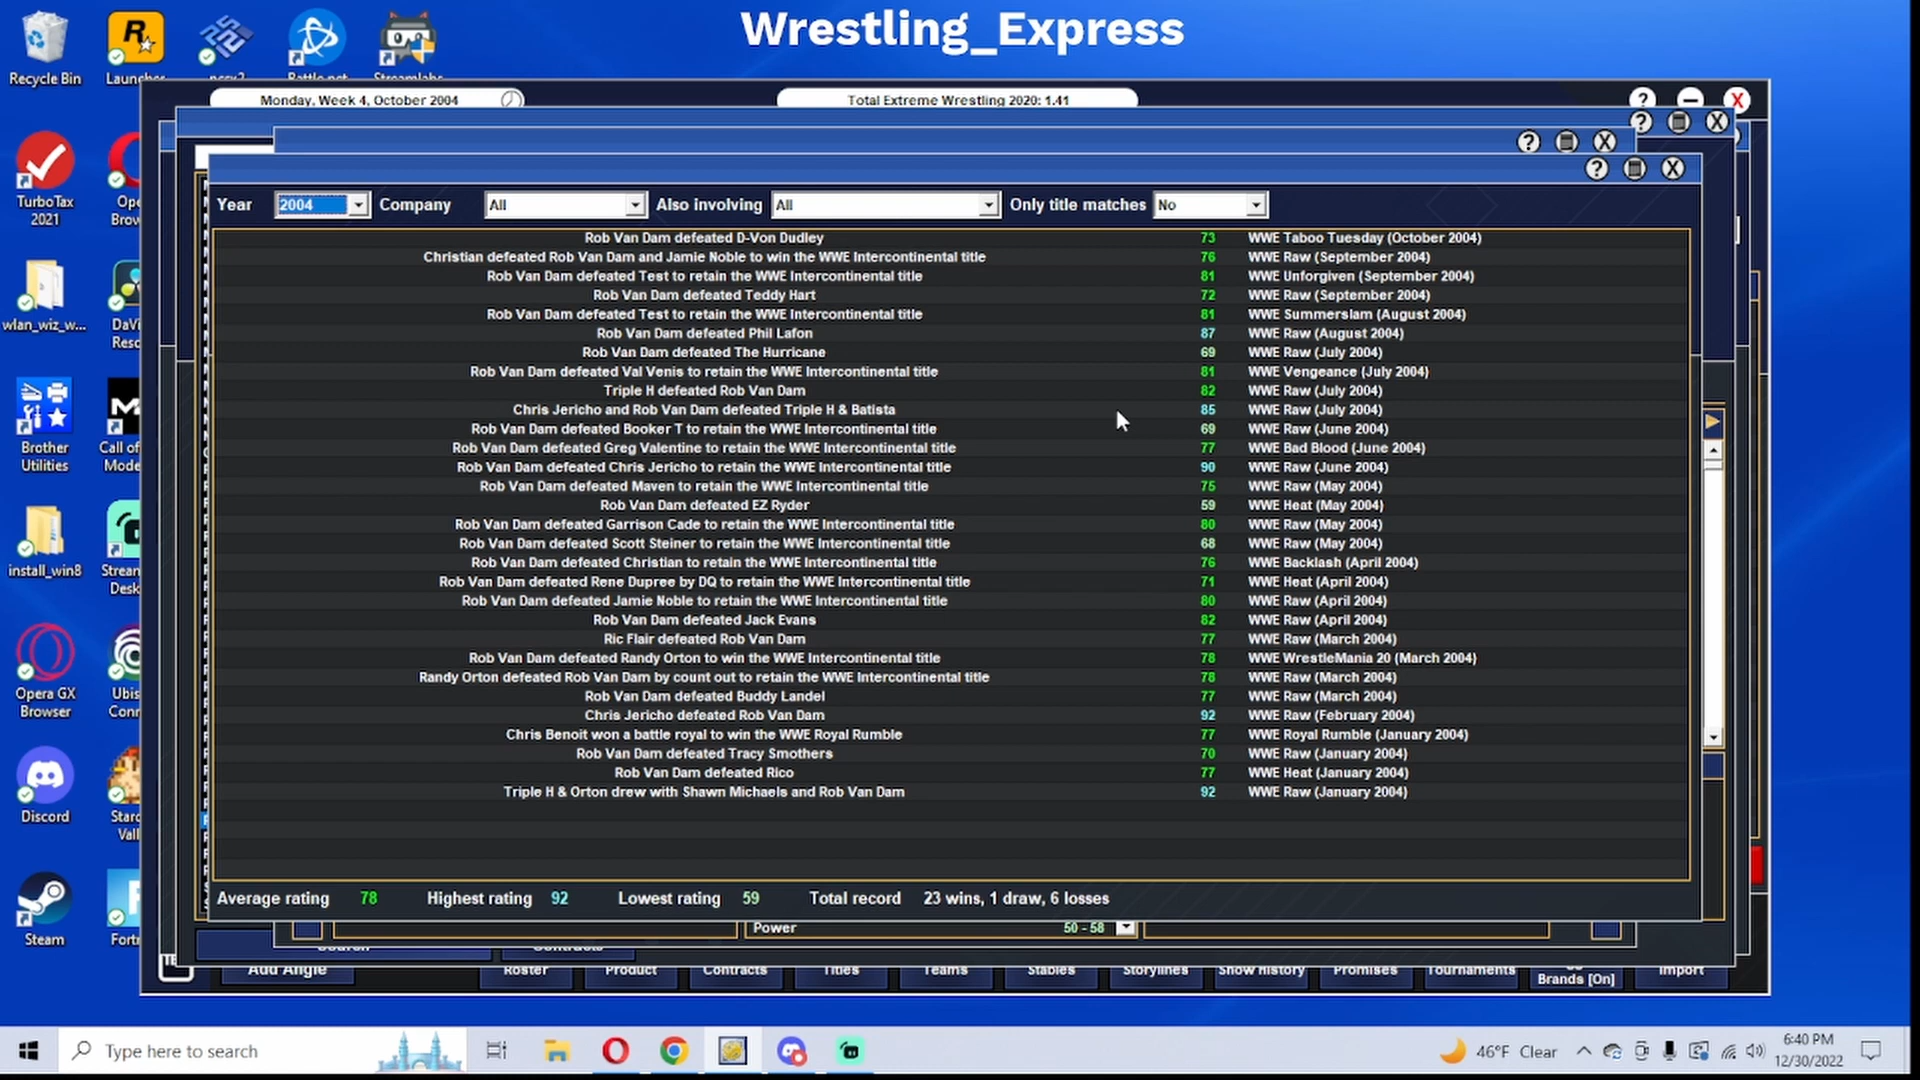 Wrestling_Express
Recycle Bin
Launcher
pcsx2
Battle.net
Streamlabs
Monday, Week 4, October 2004
Total Extreme Wrestling 2020: 1.41
Year 2004 Company All Also involving All Only title matches No
Rob Van Dam defeated D-Von Dudley 73 WWE Taboo Tuesday (October 2004)
Christian defeated Rob Van Dam and Jamie Noble to win the WWE Intercontinental title 76 WWE Raw (September 2004)
Rob Van Dam defeated Test to retain the WWE Intercontinental title 81 WWE Unforgiven (September 2004)
Rob Van Dam defeated Teddy Hart 72 WWE Raw (September 2004)
Rob Van Dam defeated Test to retain the WWE Intercontinental title 81 WWE Summerslam (August 2004)
Rob Van Dam defeated Phil Lafon 87 WWE Raw (August 2004)
Rob Van Dam defeated The Hurricane 69 WWE Raw (July 2004)
Rob Van Dam defeated Val Venis to retain the WWE Intercontinental title 81 WWE Vengeance (July 2004)
Triple H defeated Rob Van Dam 82 WWE Raw (July 2004)
Chris Jericho and Rob Van Dam defeated Triple H & Batista 85 WWE Raw (July 2004)
Rob Van Dam defeated Booker T to retain the WWE Intercontinental title 69 WWE Raw (June 2004)
Rob Van Dam defeated Greg Valentine to retain the WWE Intercontinental title 77 WWE Bad Blood (June 2004)
Rob Van Dam defeated Chris Jericho to retain the WWE Intercontinental title 90 WWE Raw (June 2004)
Rob Van Dam defeated Maven to retain the WWE Intercontinental title 75 WWE Raw (May 2004)
Rob Van Dam defeated EZ Ryder 59 WWE Heat (May 2004)
Rob Van Dam defeated Garrison Cade to retain the WWE Intercontinental title 80 WWE Raw (May 2004)
Rob Van Dam defeated Scott Steiner to retain the WWE Intercontinental title 68 WWE Raw (May 2004)
Rob Van Dam defeated Christian to retain the WWE Intercontinental title 76 WWE Backlash (April 2004)
Rob Van Dam defeated Rene Dupree by DQ to retain the WWE Intercontinental title 71 WWE Heat (April 2004)
Rob Van Dam defeated Jamie Noble to retain the WWE Intercontinental title 80 WWE Raw (April 2004)
Rob Van Dam defeated Jack Evans 82 WWE Raw (April 2004)
Ric Flair defeated Rob Van Dam 77 WWE Raw (March 2004)
Rob Van Dam defeated Randy Orton to win the WWE Intercontinental title 78 WWE WrestleMania 20 (March 2004)
Randy Orton defeated Rob Van Dam by count out to retain the WWE Intercontinental title 78 WWE Raw (March 2004)
Rob Van Dam defeated Buddy Landel 77 WWE Raw (March 2004)
Chris Jericho defeated Rob Van Dam 92 WWE Raw (February 2004)
Chris Benoit won a battle royal to win the WWE Royal Rumble 77 WWE Royal Rumble (January 2004)
Rob Van Dam defeated Tracy Smothers 70 WWE Raw (January 2004)
Rob Van Dam defeated Rico 77 WWE Heat (January 2004)
Triple H & Orton drew with Shawn Michaels and Rob Van Dam 92 WWE Raw (January 2004)
Average rating 78 Highest rating 92 Lowest rating 59 Total record 23 wins, 1 draw, 6 losses
Power 50 - 58
Search
Contracts
Add Angle
Roster
Product
Contracts
Titles
Teams
Stables
Storylines
Show History
Promises
Tournaments
Brands [On]
Import
TurboTax
2021
Ope
Brow
wlan_wiz_w...
DaVi
Reso
Brother
Utilities
Call of
Mode
install_win8
Stream
Desk
Opera GX
Browser
Ubis
Conn
Discord
Stard
Vall
Steam
Fortn
Type here to search
46°F Clear
6:40 PM
12/30/2022